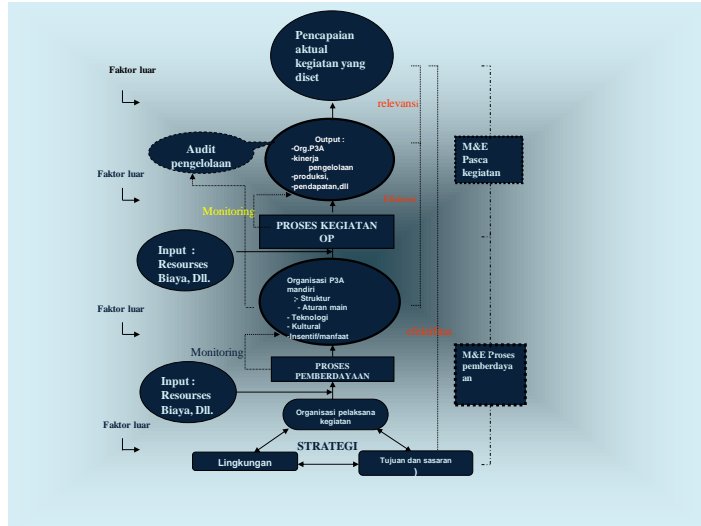 Pencapaian
aktual
kegiatan yang
diset
Faktor luar
relevansi
Output :
-Org.P3A
-kinerja
pengelolaan
-produksi,
-pendapatan,dll
Audit
pengelolaan
M&E
Pasca
kegiatan
Faktor luar
Monitoring
PROSES KEGIATAN
OP
Input :
Resourses
Biaya, Dll.
Organisasi P3A
mandiri
;- Struktur
- Aturan main
- Teknologi
- Kultural
-Insentif/manfaat
Faktor luar
Monitoring
M&E Proses
pemberdaya
an
PROSES
PEMBERDAYAAN
Input :
Resourses
Biaya, Dll.
Organisasi pelaksana
kegiatan
Faktor luar
STRATEGI
Lingkungan
Tujuan dan sasaran
)